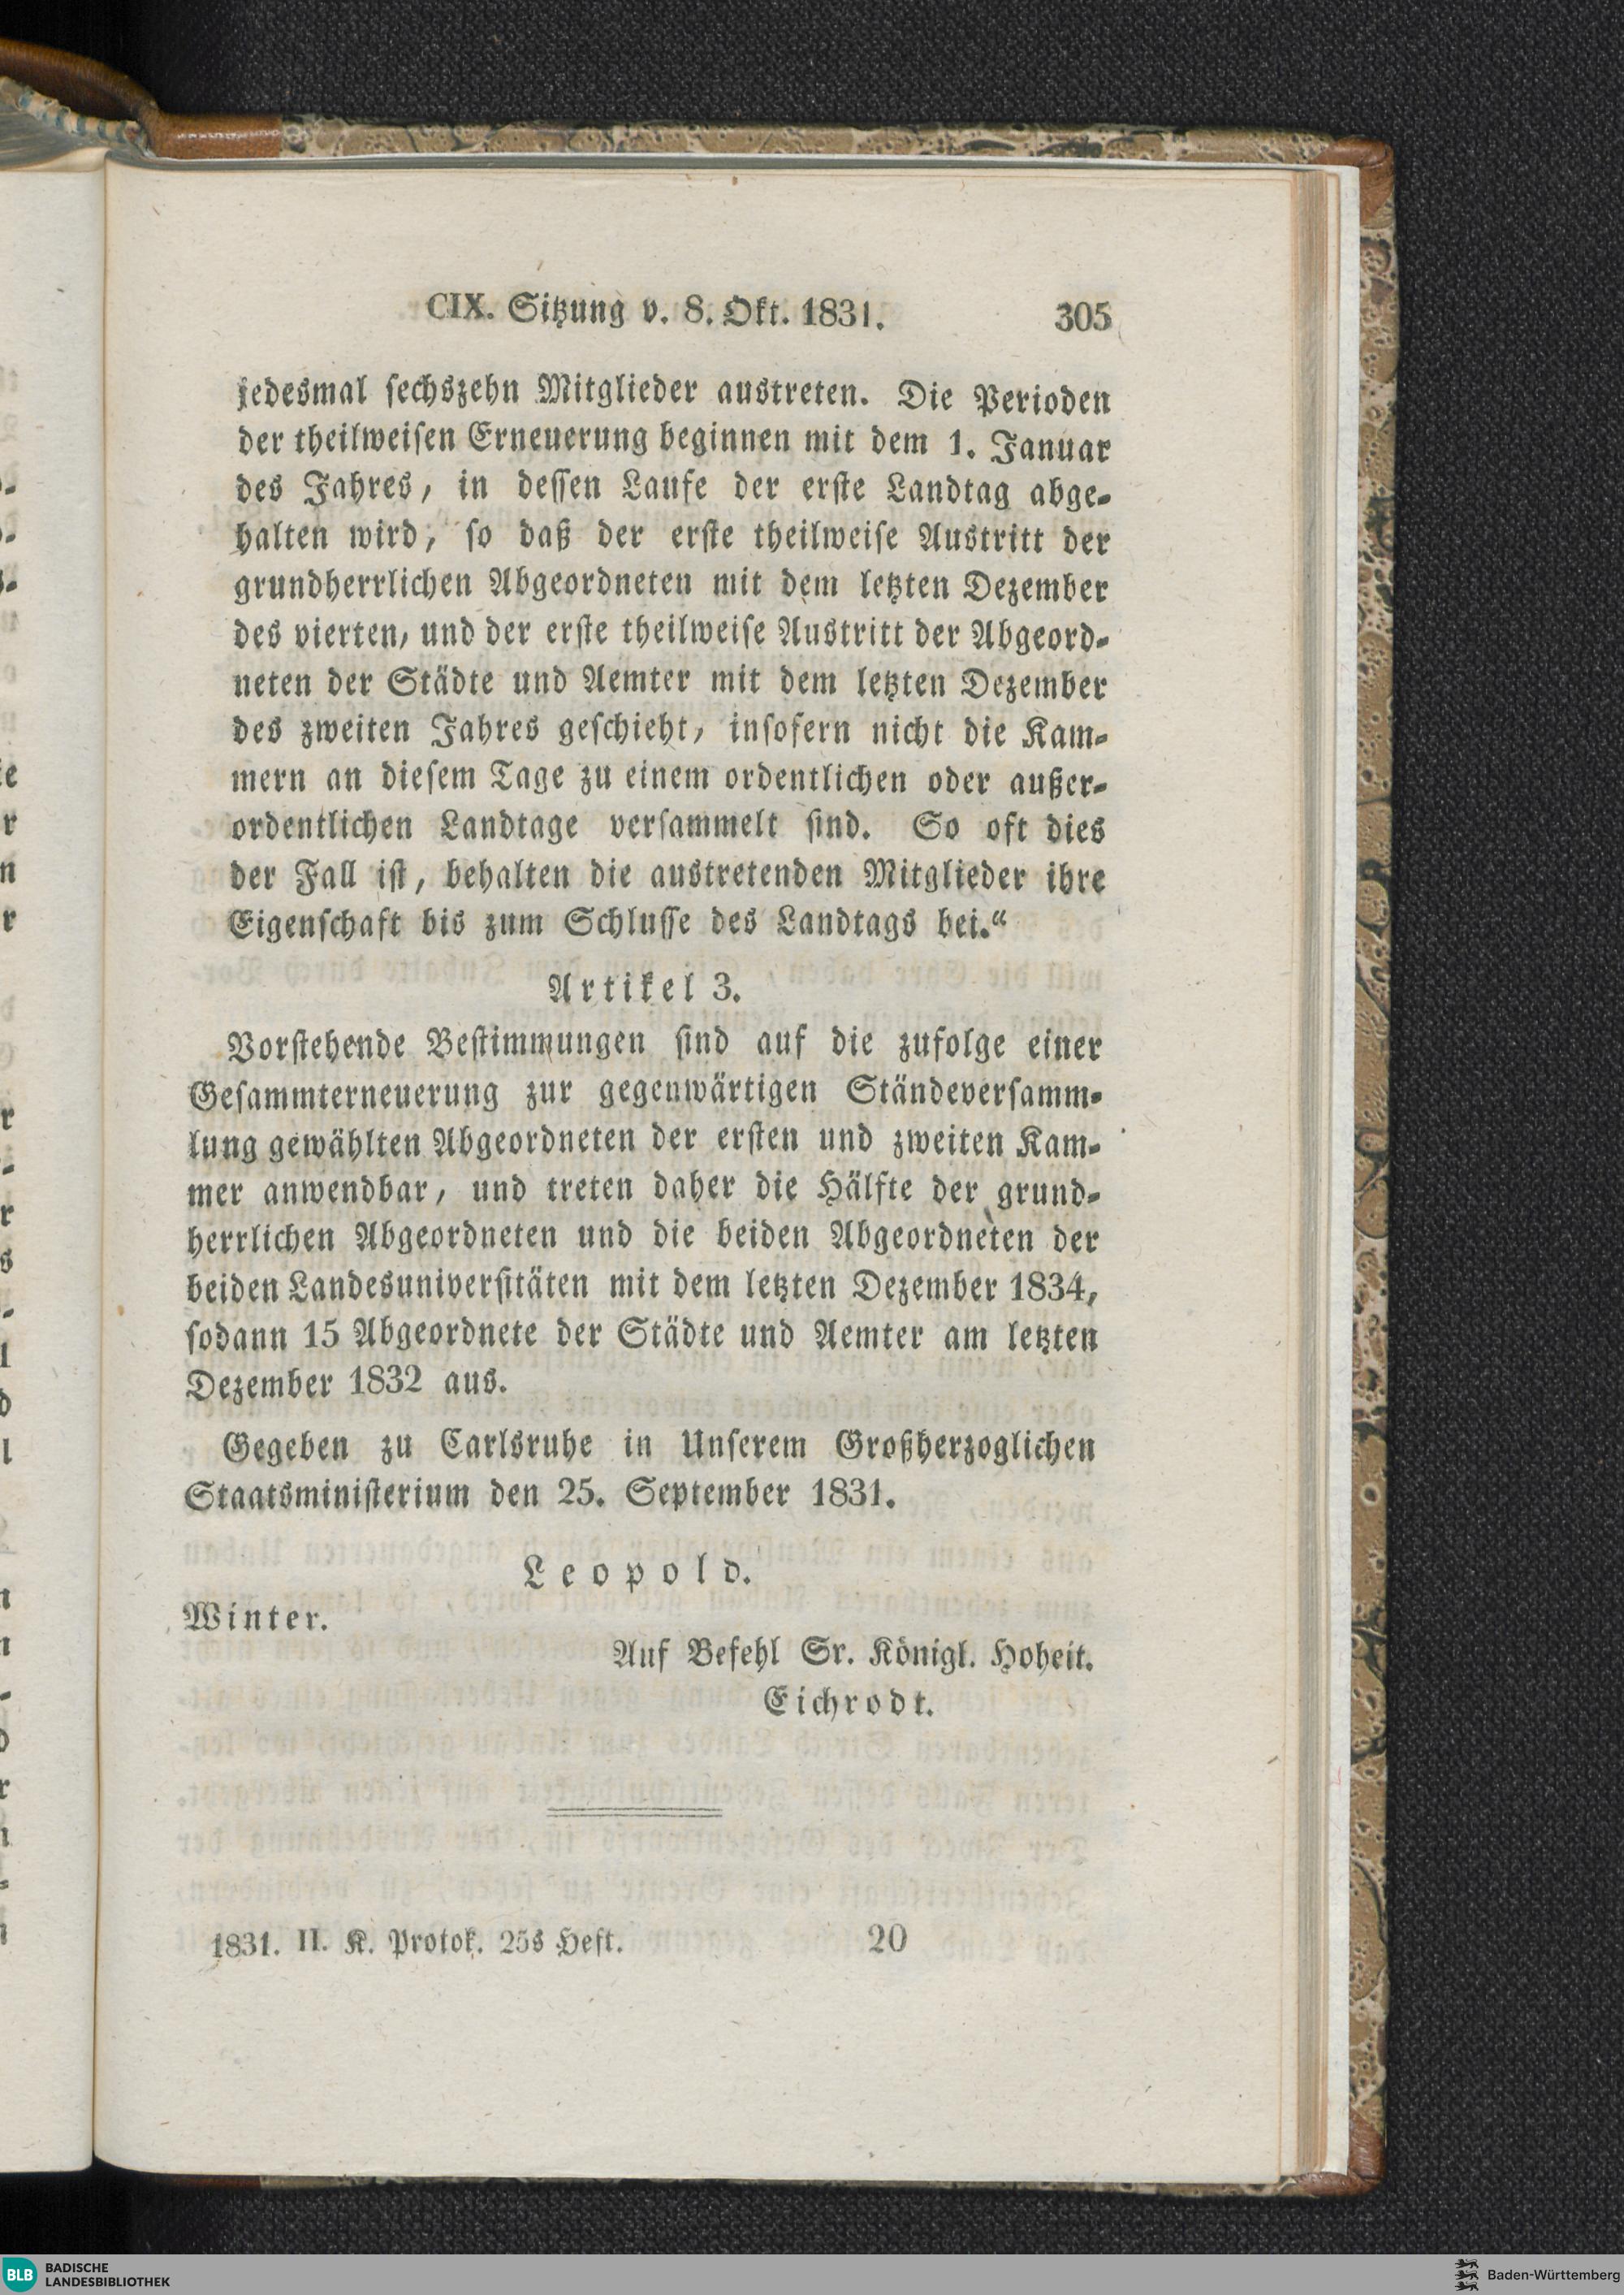 CIX. Sitzung v. 8. Okt. 1831. 305
jedesmal sechszehn Mitglieder austreten. Die Perioden
der theilweisen Erneuerung beginnen mit dem 1. Januar
des Jahres, in dessen Laufe der erste Landtag abge-
halten wird, so daß der erste theilweise Austritt der
grundherrlichen Abgeordneten mit dem letzten Dezember
des vierten, und der erste theilweise Austritt der Abgeord-
neten der Städte und Aemter mit dem letzten Dezember
des zweiten Jahres geschieht, insofern nicht die Kam-
mern an diesem Tage zu einem ordentlichen oder außer-
ordentlichen Landtage versammelt sind. So oft dies
der Fall ist, behalten die austretenden Mitglieder ihre
Eigenschaft bis zum Schlusse des Landtags bei.“
Artikel 3.
Vorstehende Bestimmungen sind auf die zufolge einer
Gesammterneuerung zur gegenwärtigen Ständeversamm-
lung gewählten Abgeordneten der ersten und zweiten Kam-
mer anwendbar, und treten daher die Hälfte der grund-
herrlichen Abgeordneten und die beiden Abgeordneten der
beiden Landesuniversitäten mit dem letzten Dezember 1834,
sodann 15 Abgeordnete der Städte und Aemter am letzten
Dezember 1832 aus.
Gegeben zu Carlsruhe in Unserem Großherzoglichen
Staatsministerium den 25. September 1831.
Leopold.
Winter.
Auf Befehl Sr. Königl. Hoheit.
Eichrodt.
1831. II. K. Protok. 25s Heft. 20
BLB BADISCHE
LANDESBIBLIOTHEK
Baden-Württemberg